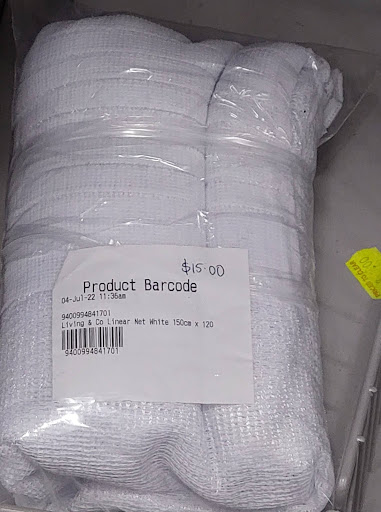 $15.00
Product Barcode
04-Jul-22 11:36am
9400994841701
Living & Co Linear Net White 150cm x 120
9400994841701